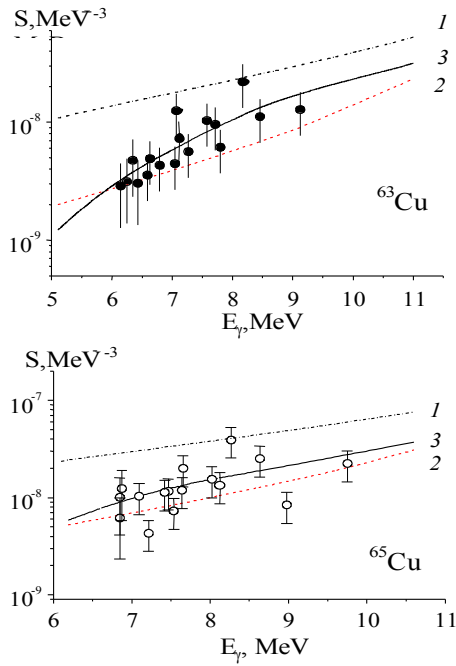 S, MeV⁻³
1
3
2
10⁻⁸
10⁻⁹
⁶³Cu
5 6 7 8 9 10 11
Eγ, MeV
S, MeV⁻³
10⁻⁷
1
3
2
10⁻⁸
⁶⁵Cu
10⁻⁹
6 7 8 9 10 11
Eγ, MeV